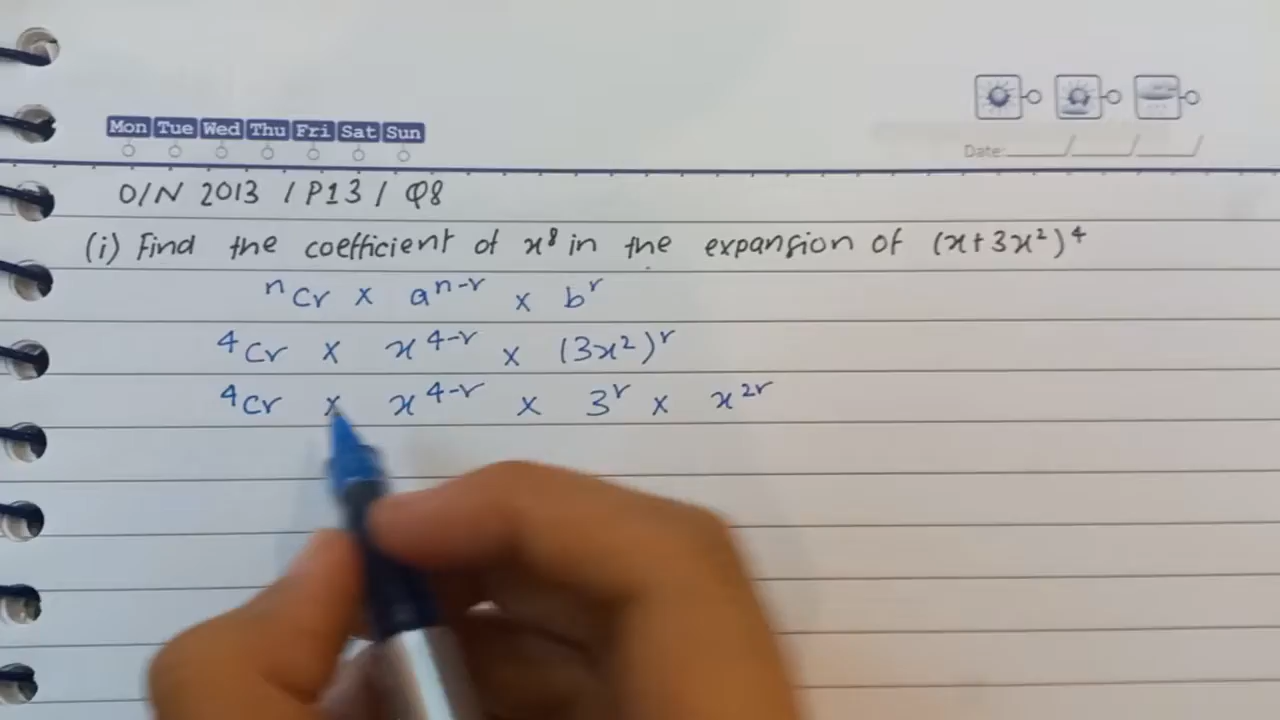 Mon Tue Wed Thu Fri Sat Sun
Date:
O/N 2013 / P13 / Q8
(i) Find the coefficient of x⁸ in the expansion of (x+3x²)⁴
ⁿCr × aⁿ⁻ʳ × bʳ
⁴Cr × x⁴⁻ʳ × (3x²)ʳ
⁴Cr × x⁴⁻ʳ × 3ʳ × x²ʳ